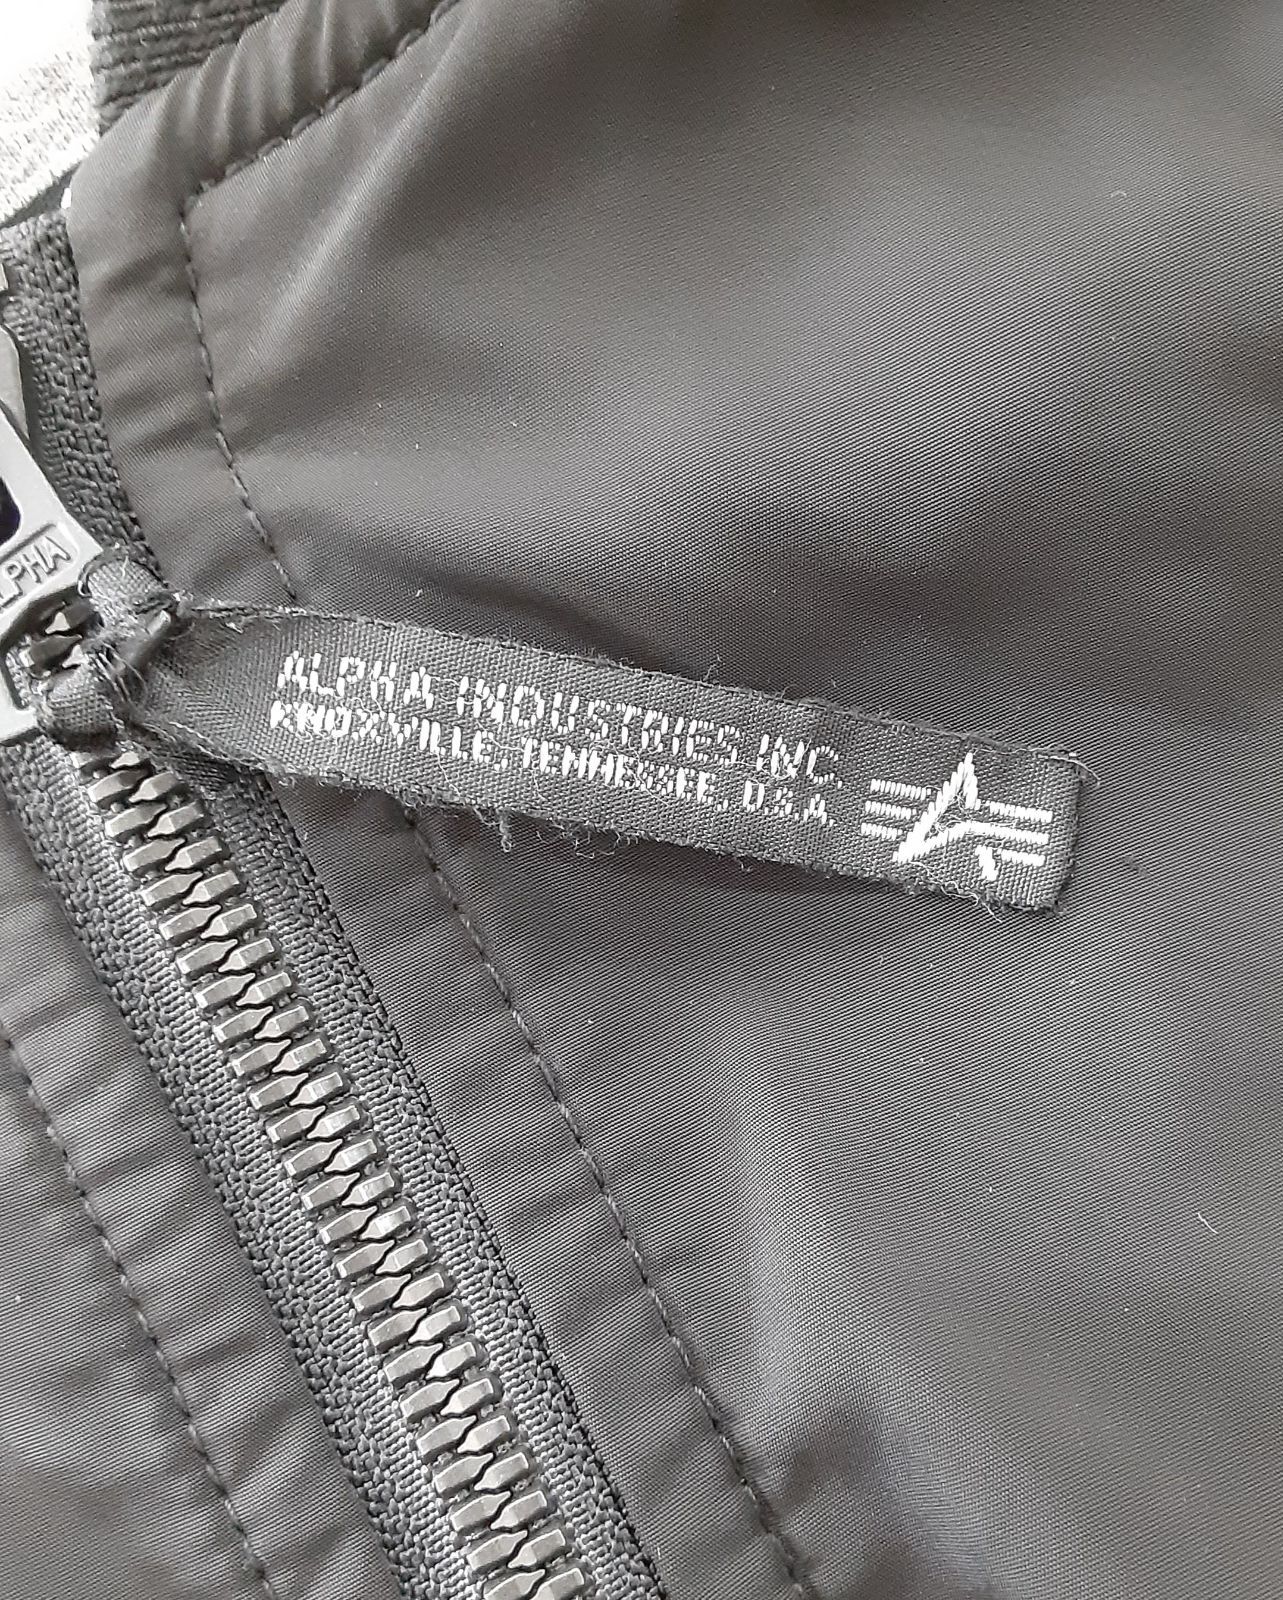 ALPHA
ALPHA INDUSTRIES INC.
KNOXVILLE, TENNESSEE, U.S.A.